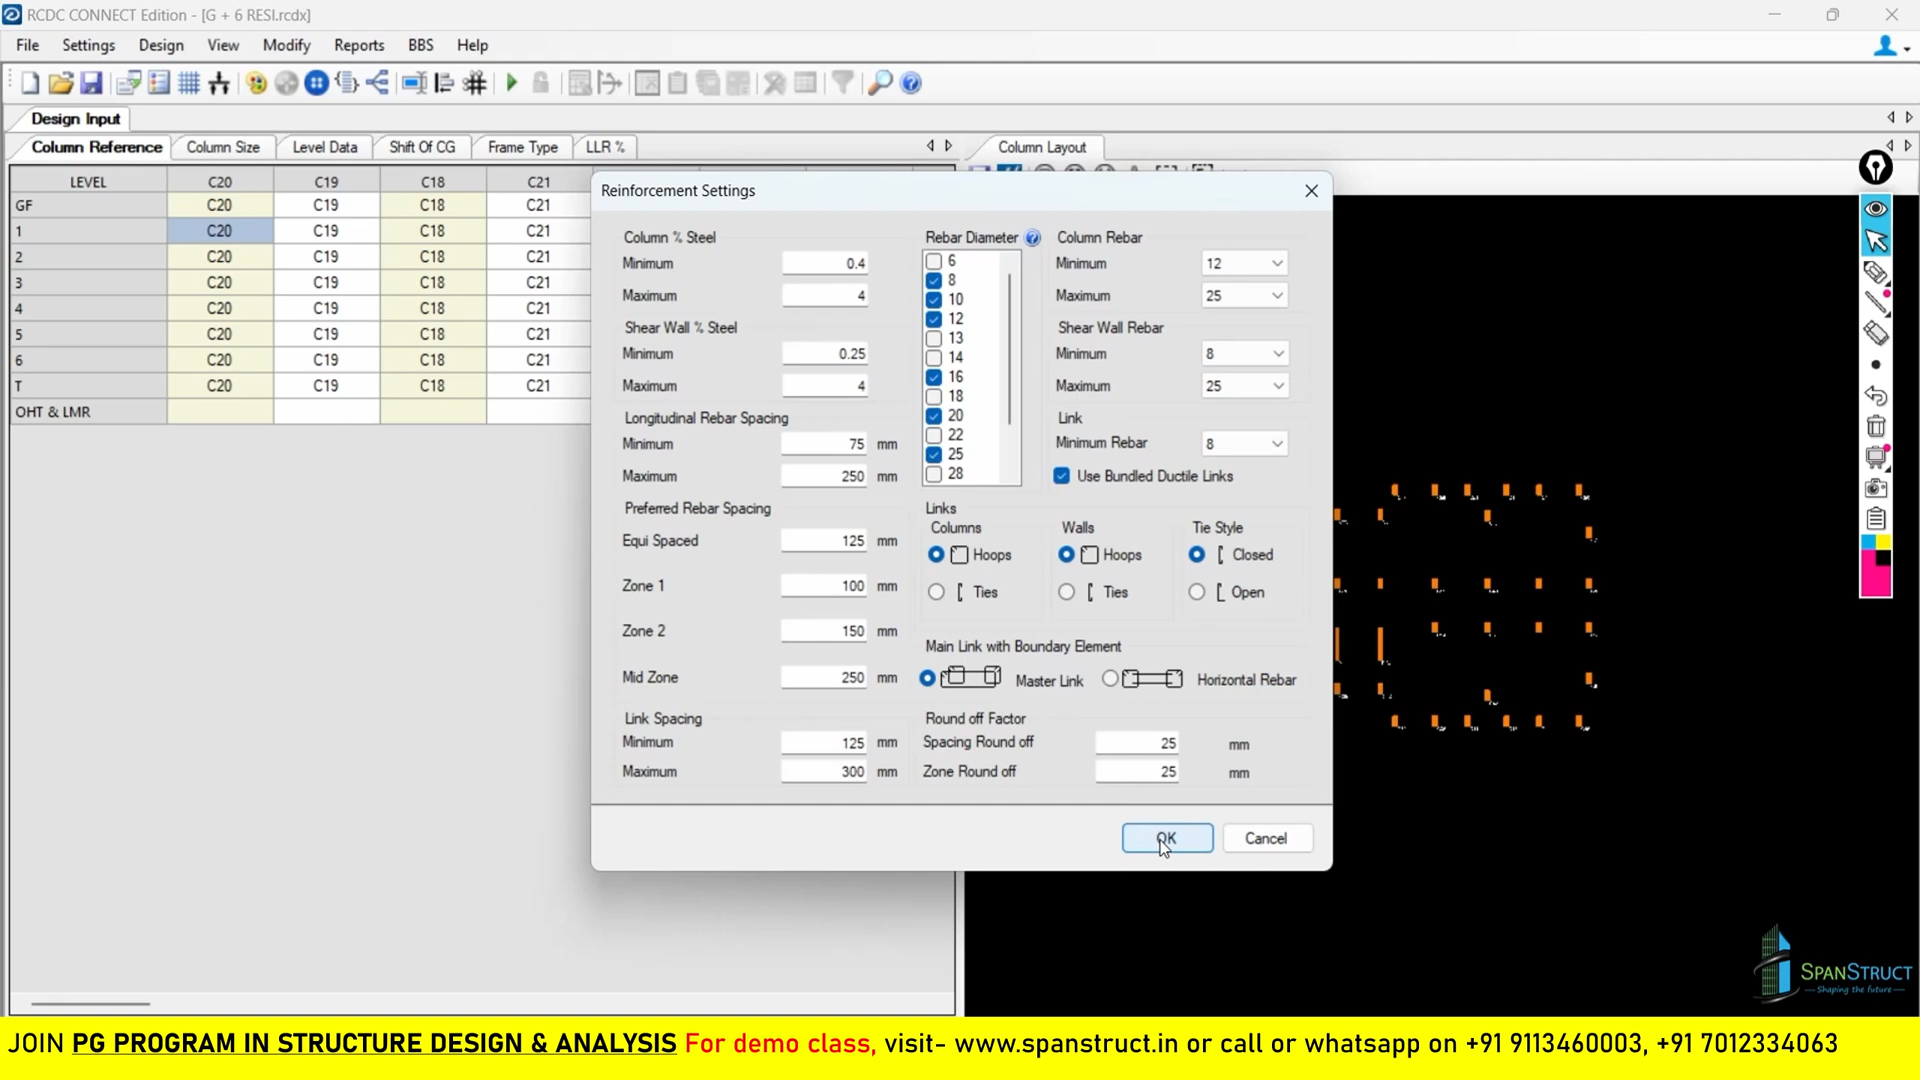 RCDC CONNECT Edition - [G + 6 RESI.rcdx]
File Settings Design View Modify Reports BBS Help
Design Input
Column Reference Column Size Level Data Shift Of CG Frame Type LLR %
Column Layout
LEVEL C20 C19 C18 C21
GF C20 C19 C18 C21
1 C20 C19 C18 C21
2 C20 C19 C18 C21
3 C20 C19 C18 C21
4 C20 C19 C18 C21
5 C20 C19 C18 C21
6 C20 C19 C18 C21
T C20 C19 C18 C21
OHT & LMR
Reinforcement Settings
Column % Steel
Minimum 0.4
Maximum 4
Shear Wall % Steel
Minimum 0.25
Maximum 4
Longitudinal Rebar Spacing
Minimum 75 mm
Maximum 250 mm
Preferred Rebar Spacing
Equi Spaced 125 mm
Zone 1 100 mm
Zone 2 150 mm
Mid Zone 250 mm
Link Spacing
Minimum 125 mm
Maximum 300 mm
Rebar Diameter
6
8
10
12
13
14
16
18
20
22
25
28
Column Rebar
Minimum 12
Maximum 25
Shear Wall Rebar
Minimum 8
Maximum 25
Link
Minimum Rebar 8
Use Bundled Ductile Links
Links
Columns Walls Tie Style
Hoops Hoops Closed
Ties Ties Open
Main Link with Boundary Element
Master Link Horizontal Rebar
Round off Factor
Spacing Round off 25 mm
Zone Round off 25 mm
OK Cancel
SPANSTRUCT
Shaping the future
JOIN PG PROGRAM IN STRUCTURE DESIGN & ANALYSIS For demo class, visit- www.spanstruct.in or call or whatsapp on +91 9113460003, +91 7012334063